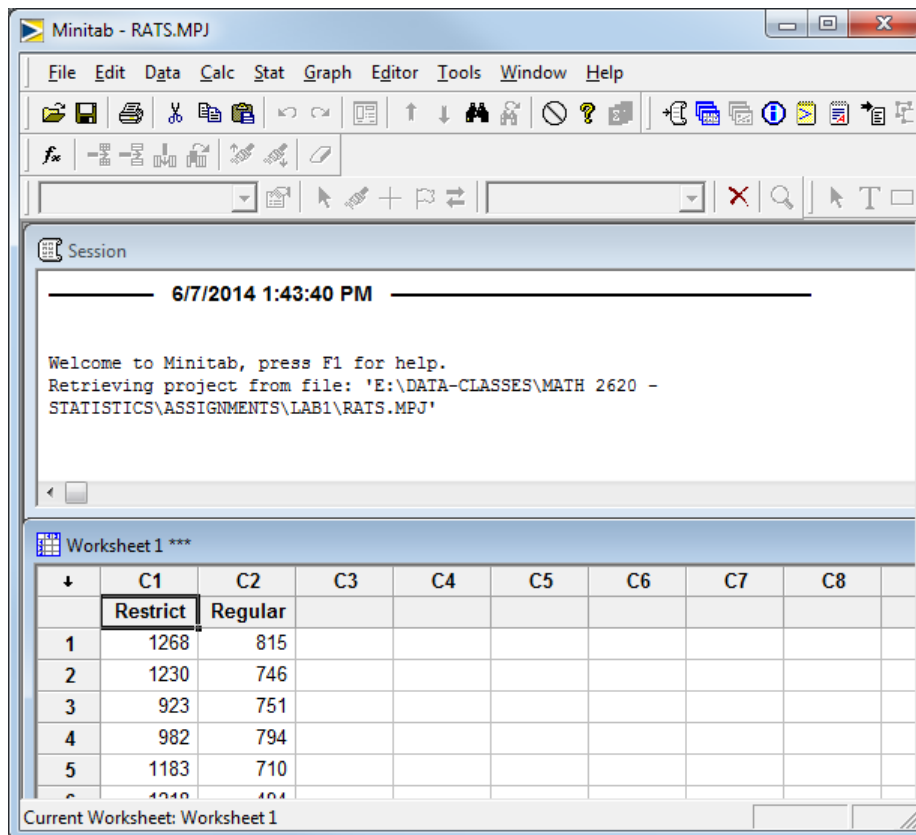 Minitab - RATS.MPJ
File Edit Data Calc Stat Graph Editor Tools Window Help
Session
6/7/2014 1:43:40 PM
Welcome to Minitab, press F1 for help.
Retrieving project from file: 'E:\DATA-CLASSES\MATH 2620 -
STATISTICS\ASSIGNMENTS\LAB1\RATS.MPJ'
Worksheet 1 ***
↓ C1 C2 C3 C4 C5 C6 C7 C8
Restrict Regular
1 1268 815
2 1230 746
3 923 751
4 982 794
5 1183 710
Current Worksheet: Worksheet 1